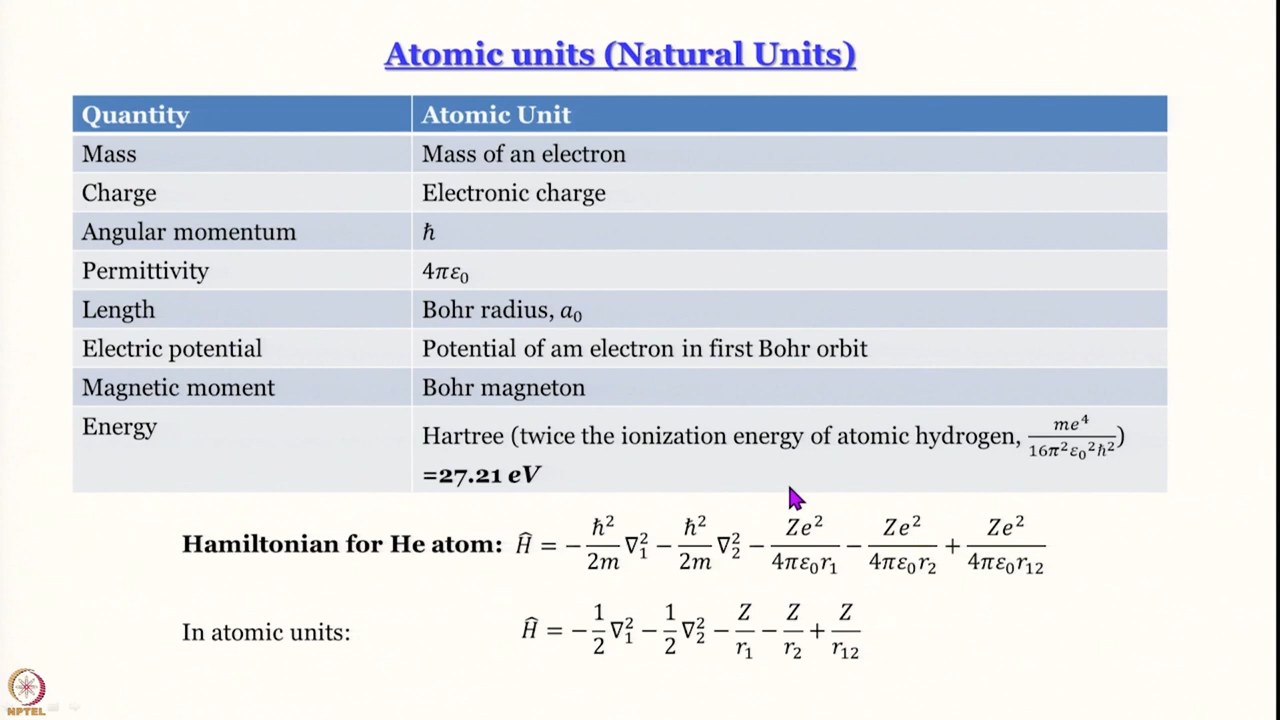 Atomic units (Natural Units)
Quantity Atomic Unit
Mass Mass of an electron
Charge Electronic charge
Angular momentum ℏ
Permittivity 4πε₀
Length Bohr radius, a₀
Electric potential Potential of am electron in first Bohr orbit
Magnetic moment Bohr magneton
Energy Hartree (twice the ionization energy of atomic hydrogen, me⁴/16π²ε₀²ℏ²)
=27.21 eV
Hamiltonian for He atom: Ĥ = −ℏ²/2m ∇₁² − ℏ²/2m ∇₂² − Ze²/4πε₀r₁ − Ze²/4πε₀r₂ + Ze²/4πε₀r₁₂
In atomic units: Ĥ = −1/2 ∇₁² − 1/2 ∇₂² − Z/r₁ − Z/r₂ + Z/r₁₂
NPTEL